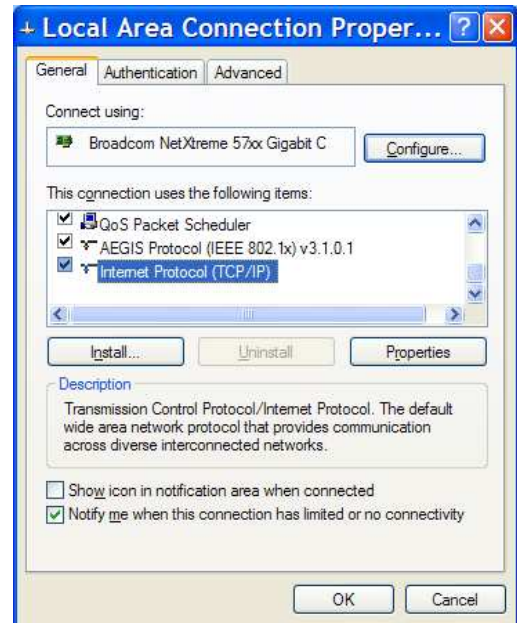 Local Area Connection Proper...
General
Authentication
Advanced
Connect using:
Broadcom NetXtreme 57xx Gigabit C
Configure...
This connection uses the following items:
QoS Packet Scheduler
AEGIS Protocol (IEEE 802.1x) v3.1.0.1
Internet Protocol (TCP/IP)
Install...
Uninstall
Properties
Description
Transmission Control Protocol/Internet Protocol. The default
wide area network protocol that provides communication
across diverse interconnected networks.
Show icon in notification area when connected
Notify me when this connection has limited or no connectivity
OK
Cancel